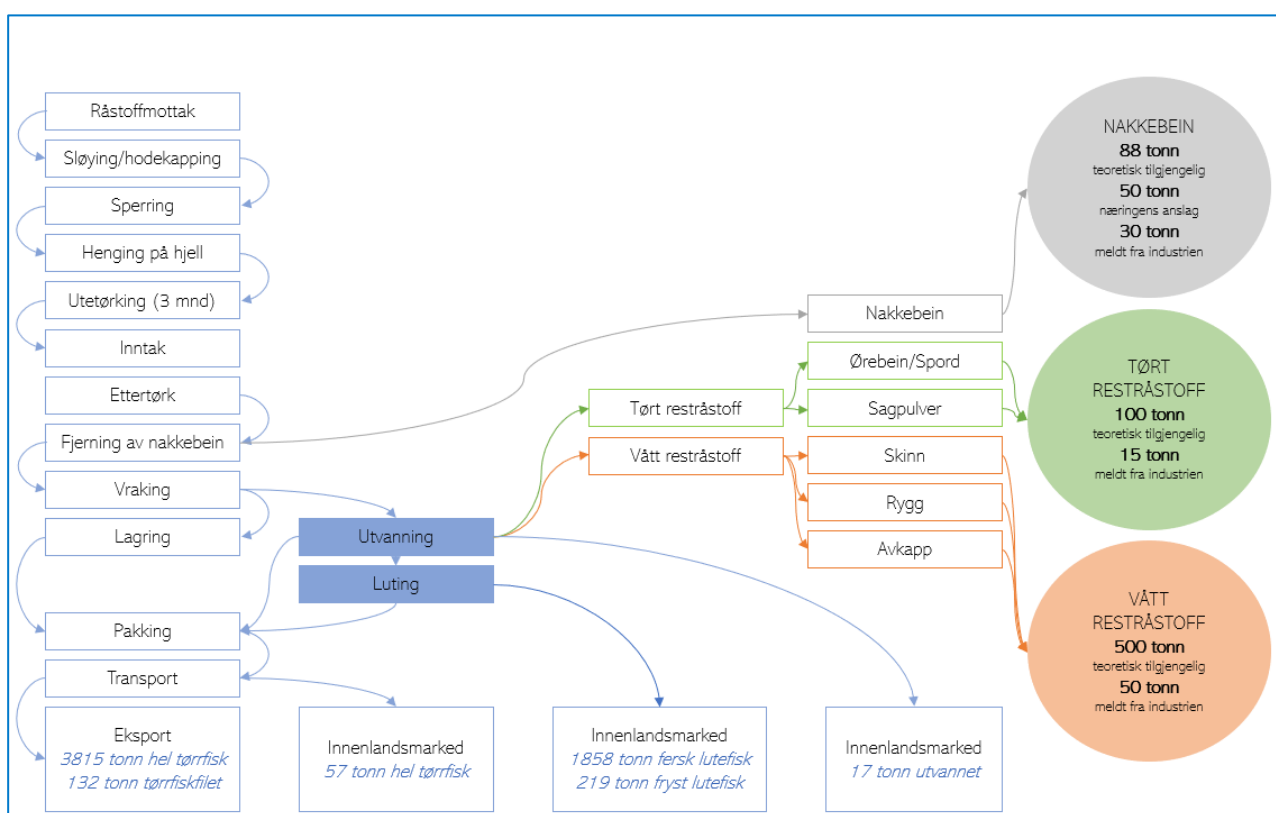 Råstoffmottak
Sløying/hodekapping
Sperring
Henging på hjell
Utetørking (3 mnd)
Inntak
Ettertørk
Fjerning av nakkebein
Vraking
Lagring
Pakking
Transport
Eksport
3815 tonn hel tørrfisk
132 tonn tørrfiskfilet
Utvanning
Luting
Innenlandsmarked
57 tonn hel tørrfisk
Innenlandsmarked
1858 tonn fersk lutefisk
219 tonn fryst lutefisk
Innenlandsmarked
17 tonn utvannet
Tørt restråstoff
Vått restråstoff
Nakkebein
Ørebein/Spord
Sagpulver
Skinn
Rygg
Avkapp
NAKKEBEIN
88 tonn
teoretisk tilgjengelig
50 tonn
næringens anslag
30 tonn
meldt fra industrien
TØRT
RESTRÅSTOFF
100 tonn
teoretisk tilgjengelig
15 tonn
meldt fra industrien
VÅTT
RESTRÅSTOFF
500 tonn
teoretisk tilgjengelig
50 tonn
meldt fra industrien